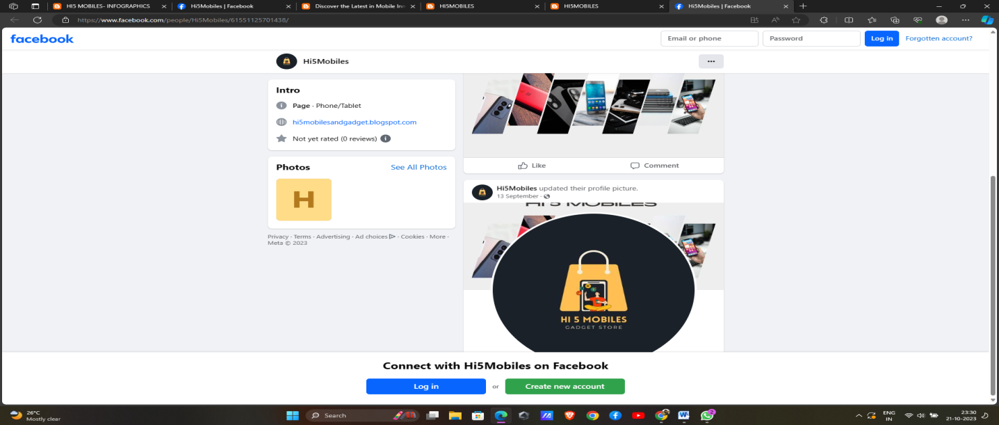 HI5 MOBILES- INFOGRAPHICS
Hi5Mobiles | Facebook
Discover the Latest in Mobile Inn
HI5MOBILES
HI5MOBILES
Hi5Mobiles | Facebook
https://www.facebook.com/people/Hi5Mobiles/61551125701438/
facebook
Email or phone
Password
Log in
Forgotten account?
Hi5Mobiles
Intro
Page · Phone/Tablet
hi5mobilesandgadget.blogspot.com
Not yet rated (0 reviews)
Photos
See All Photos
H
Privacy · Terms · Advertising · Ad choices · Cookies · More ·
Meta © 2023
Like
Comment
Hi5Mobiles updated their profile picture.
13 September ·
HI 5 MOBILES
HI 5 MOBILES
GADGET STORE
Connect with Hi5Mobiles on Facebook
Log in
or
Create new account
26°C
Mostly clear
Search
2
ENG
IN
23:30
21-10-2023